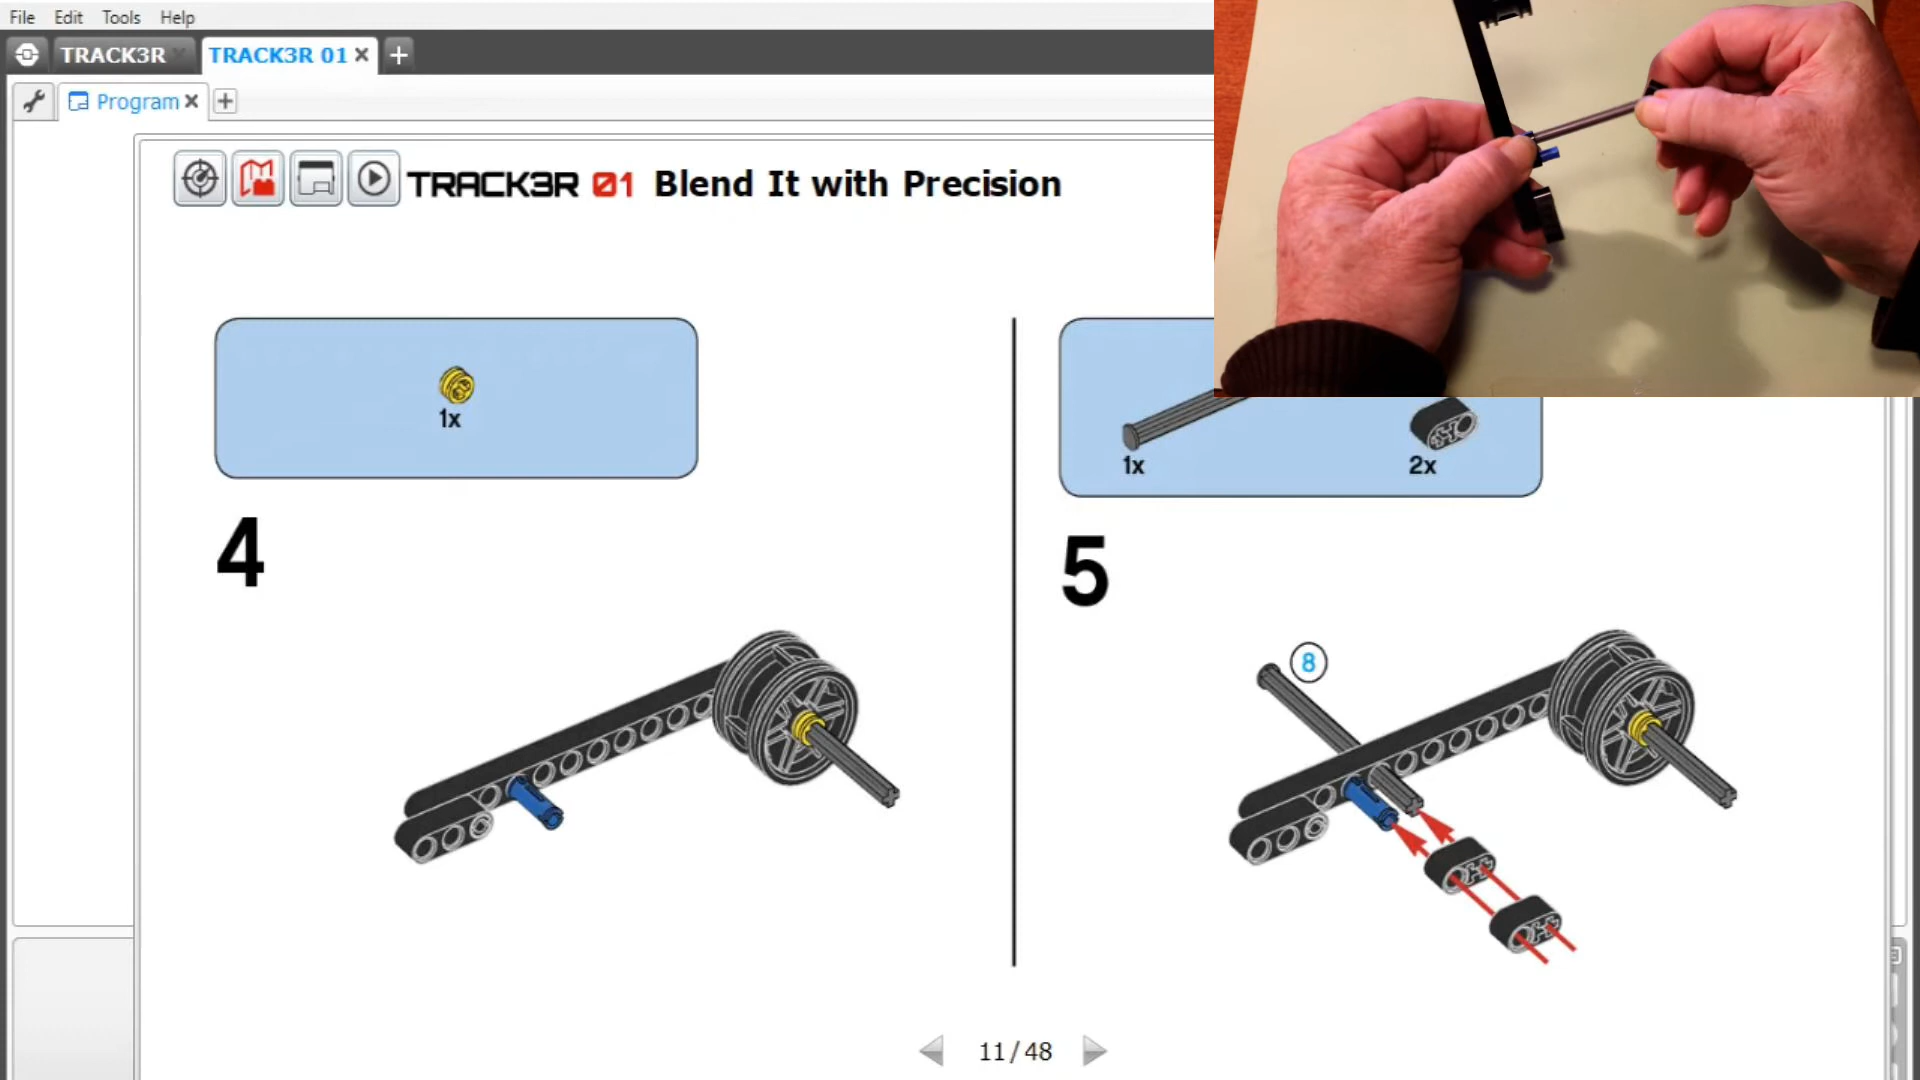 File Edit Tools Help
TRACK3R TRACK3R 01
Program
TRACK3R 01 Blend It with Precision
1x
1x 2x
4
5
8
11/48